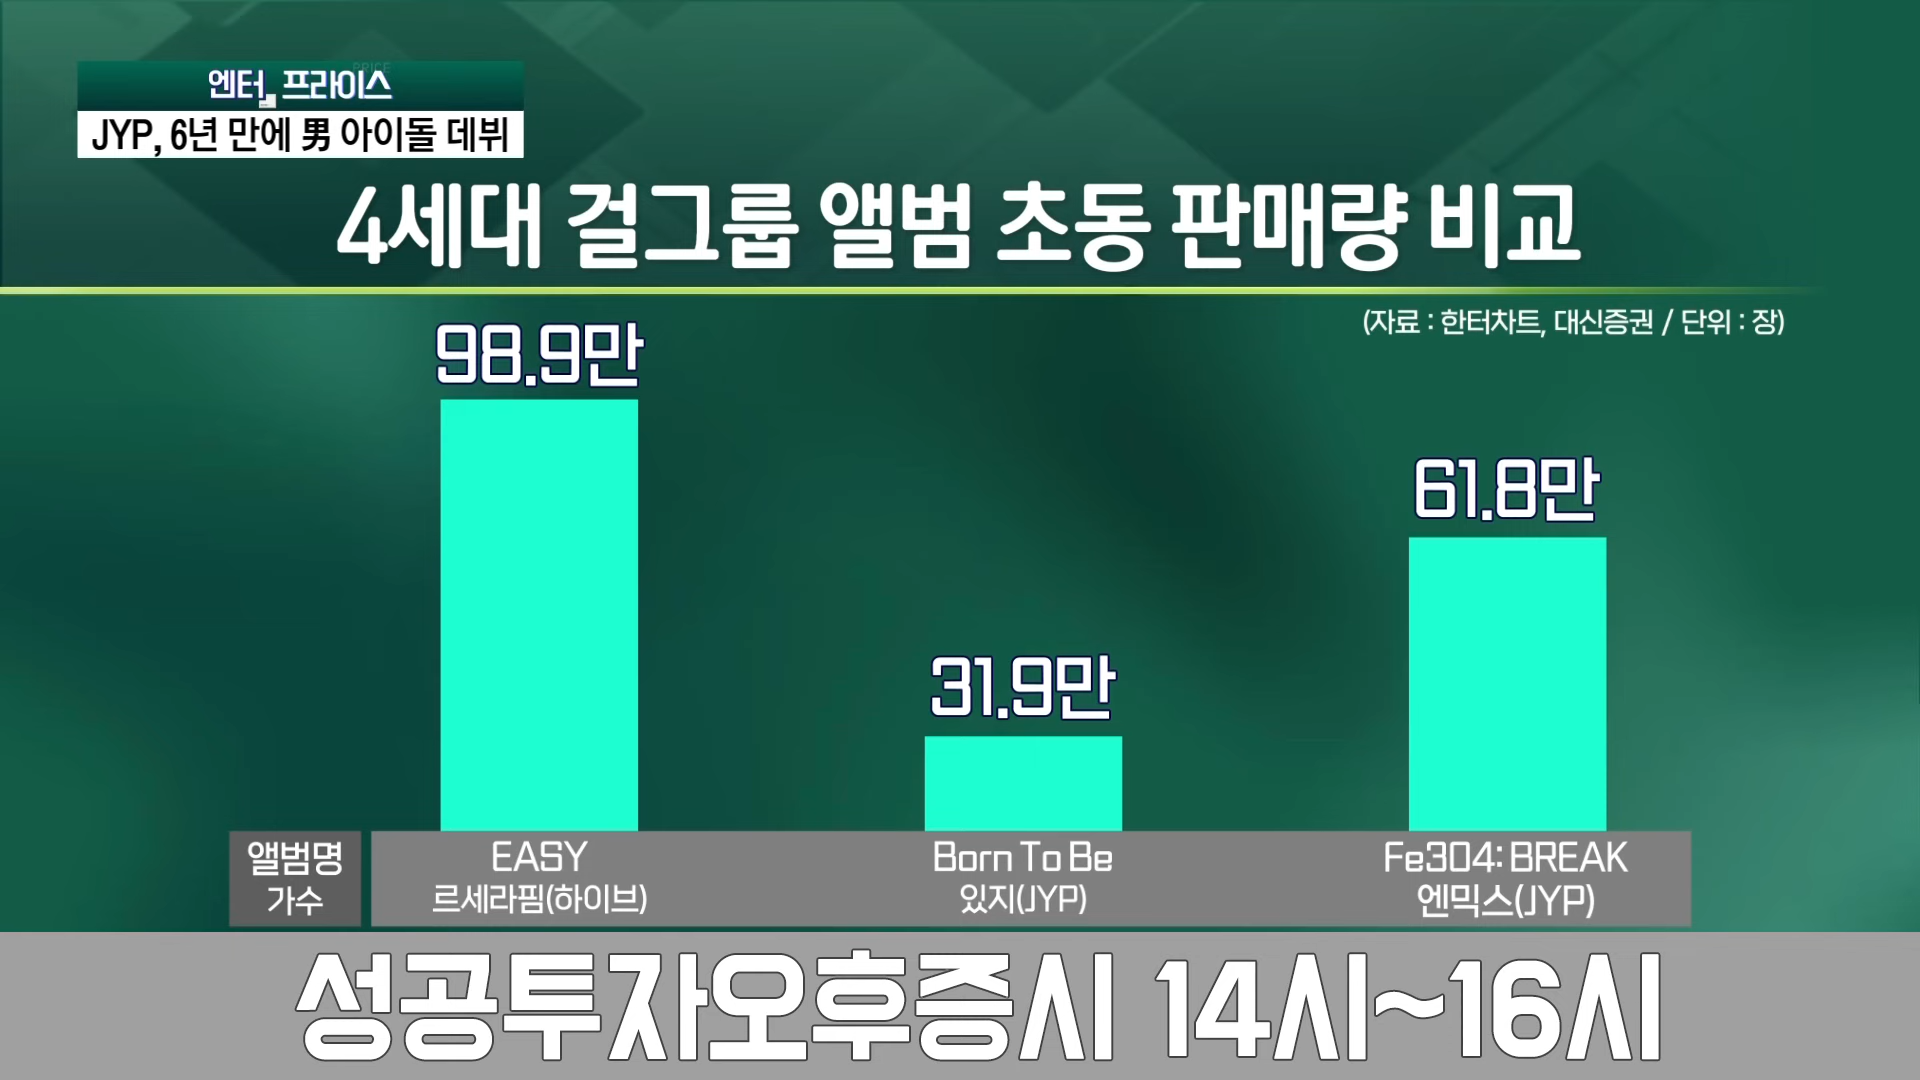 PRICE
엔터 프라이스
JYP, 6년 만에 男 아이돌 데뷔
4세대 걸그룹 앨범 초동 판매량 비교
(자료 : 한터차트, 대신증권 / 단위 : 장)
98.9만
31.9만
61.8만
앨범명
EASY
Born To Be
Fe3O4: BREAK
가수
르세라핌(하이브)
있지(JYP)
엔믹스(JYP)
성공투자오후증시 14시~16시